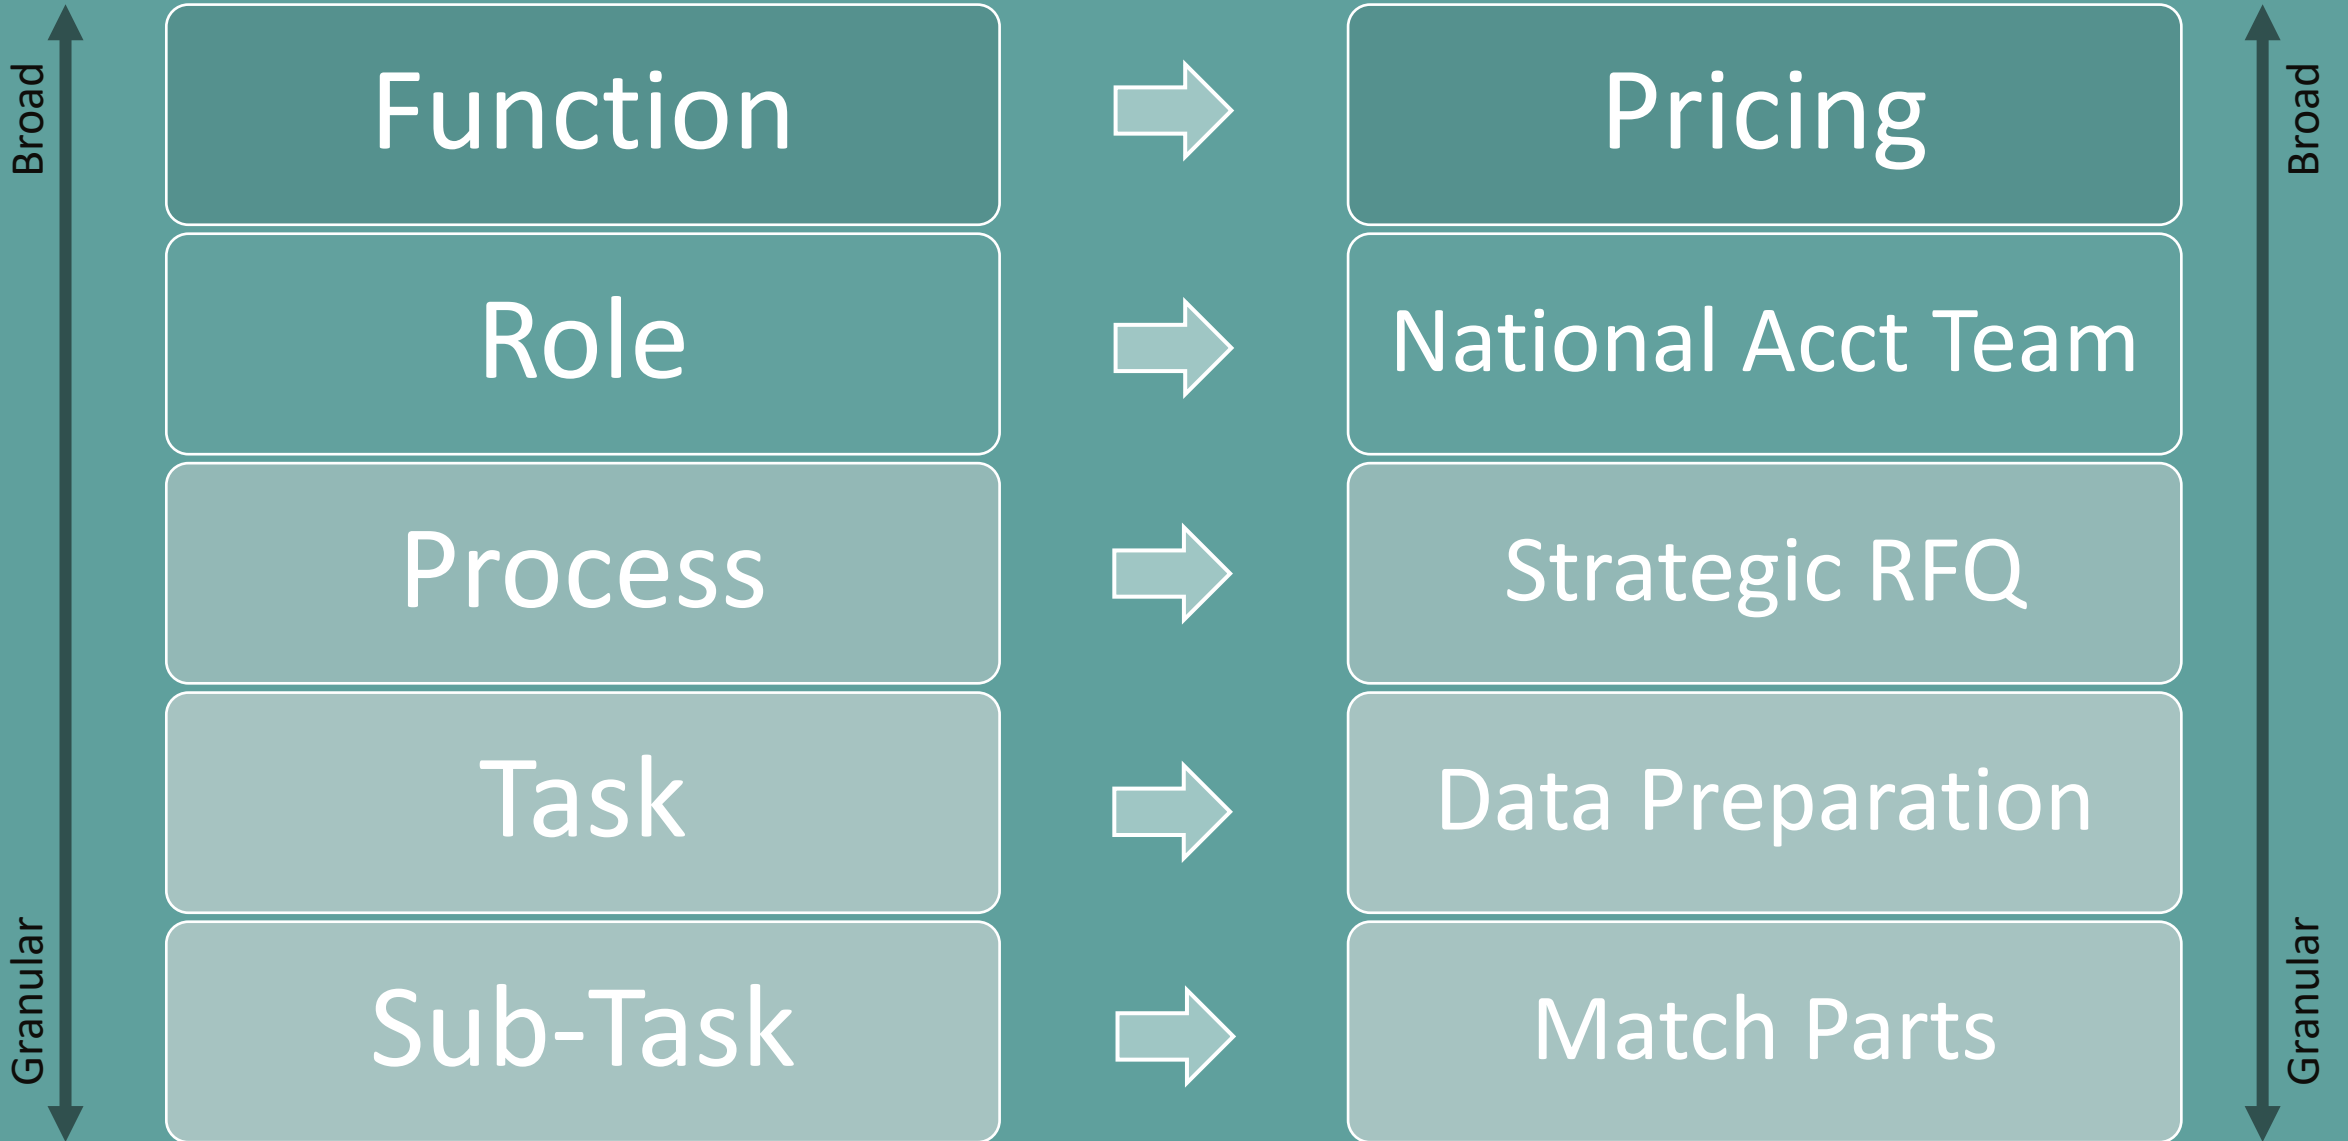 Broad
Granular
Function
Pricing
Role
National Acct Team
Process
Strategic RFQ
Task
Data Preparation
Sub-Task
Match Parts
Broad
Granular